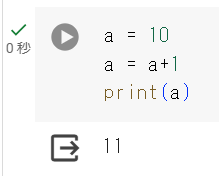 a = 10
a = a+1
print(a)
0 秒
11